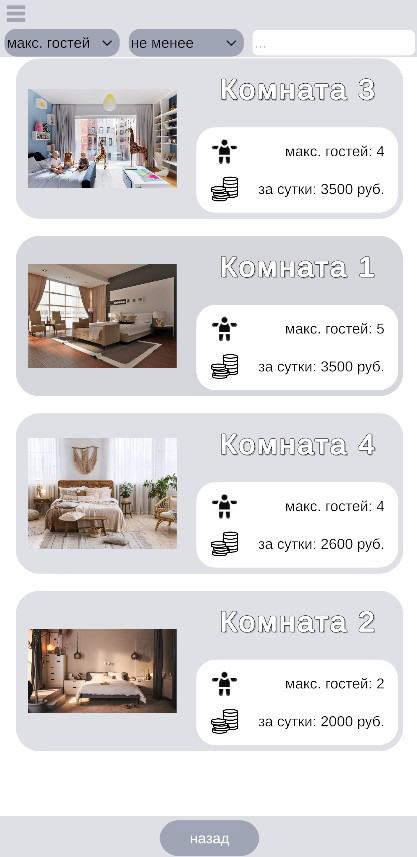 макс. гостей не менее ...
Комната 3
макс. гостей: 4
за сутки: 3500 руб.
Комната 1
макс. гостей: 5
за сутки: 3500 руб.
Комната 4
макс. гостей: 4
за сутки: 2600 руб.
Комната 2
макс. гостей: 2
за сутки: 2000 руб.
назад